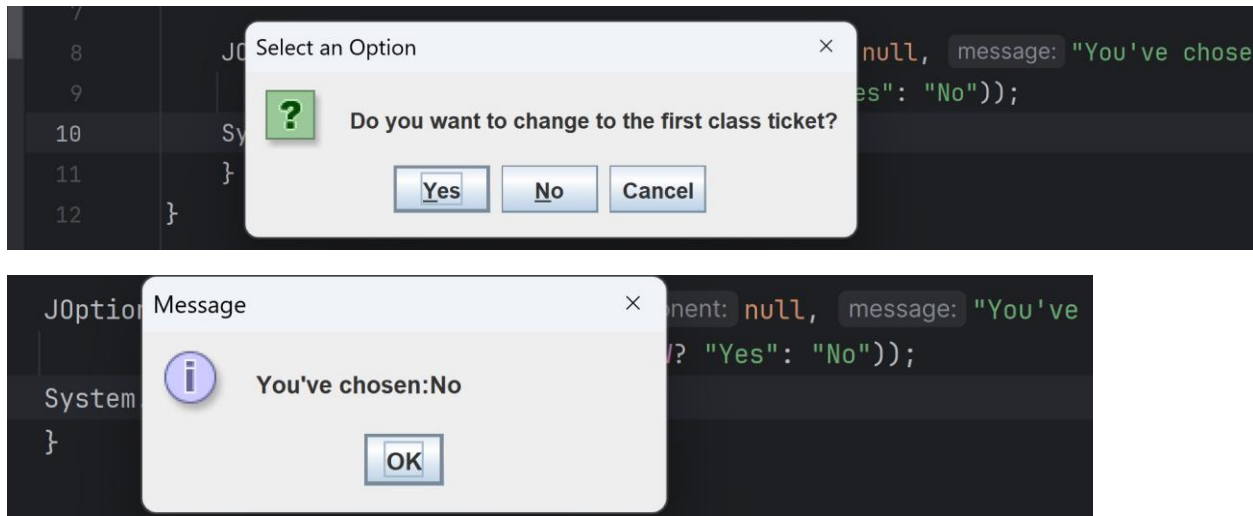 7
Select an Option
8 JO null, message: "You've chose
9 es": "No"));
Do you want to change to the first class ticket?
10 Sy
11 }
Yes No Cancel
12 }
JOption Message nent: null, message: "You've
? "Yes": "No"));
You've chosen:No
System.
}
OK